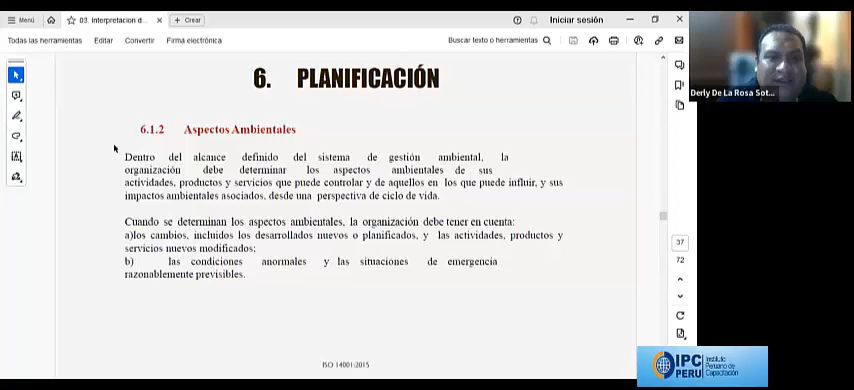 Menú
03. Interpretacion d...
+ Crear
Iniciar sesión
Todas las herramientas Editar Convertir Firma electrónica
Buscar texto o herramientas
6. PLANIFICACIÓN
6.1.2 Aspectos Ambientales
Dentro del alcance definido del sistema de gestión ambiental, la
organización debe determinar los aspectos ambientales de sus
actividades, productos y servicios que puede controlar y de aquellos en los que puede influir, y sus
impactos ambientales asociados, desde una perspectiva de ciclo de vida.
Cuando se determinan los aspectos ambientales, la organización debe tener en cuenta:
a)los cambios, incluidos los desarrollados nuevos o planificados, y las actividades, productos y
servicios nuevos modificados;
b) las condiciones anormales y las situaciones de emergencia
razonablemente previsibles.
ISO 14001:2015
37
72
Derly De La Rosa Sot...
IPC
PERU
Instituto
Peruano de
Capacitación